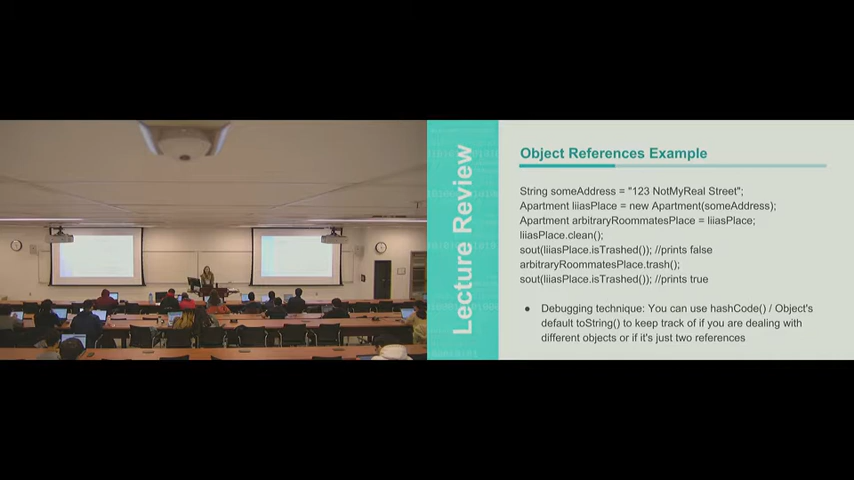 Lecture Review
Object References Example
String someAddress = "123 NotMyReal Street";
Apartment liiasPlace = new Apartment(someAddress);
Apartment arbitraryRoommatesPlace = liiasPlace;
liiasPlace.clean();
sout(liiasPlace.isTrashed()); //prints false
arbitraryRoommatesPlace.trash();
sout(liiasPlace.isTrashed()); //prints true
● Debugging technique: You can use hashCode() / Object's
default toString() to keep track of if you are dealing with
different objects or if it's just two references